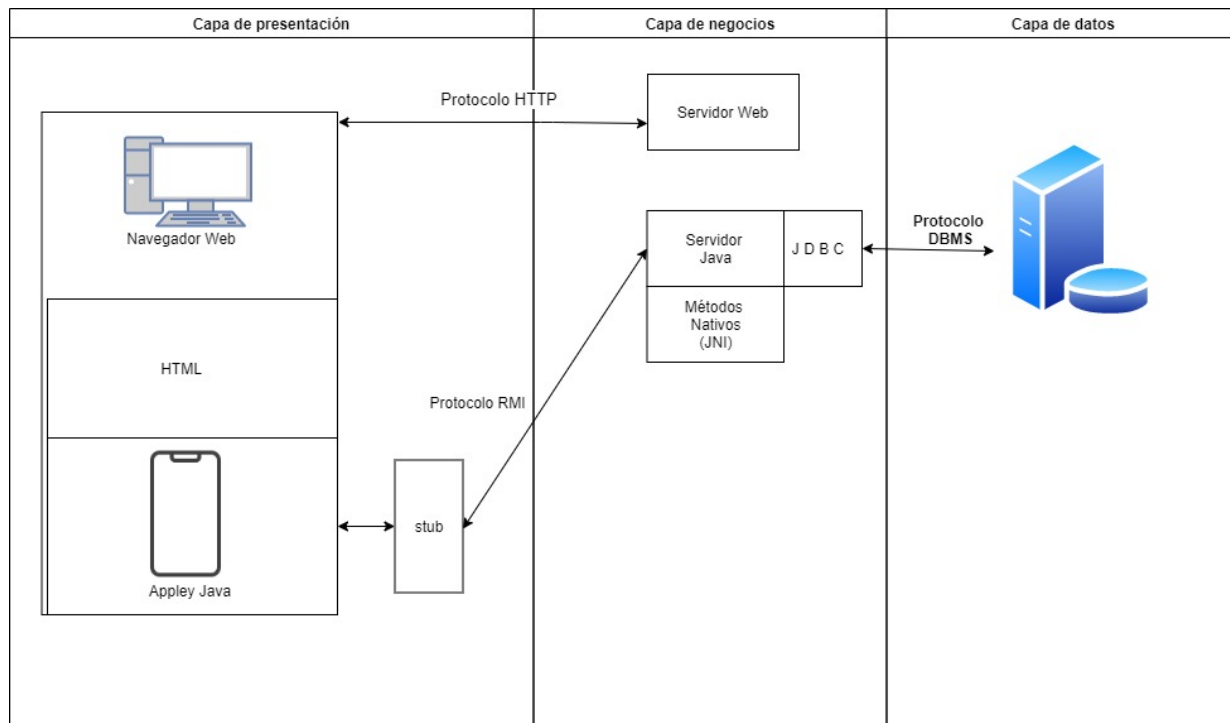 Capa de presentación
Capa de negocios
Capa de datos
Protocolo HTTP
Servidor Web
Navegador Web
Servidor
Java
J D B C
Protocolo
DBMS
Métodos
Nativos
(JNI)
HTML
Protocolo RMI
stub
Appley Java